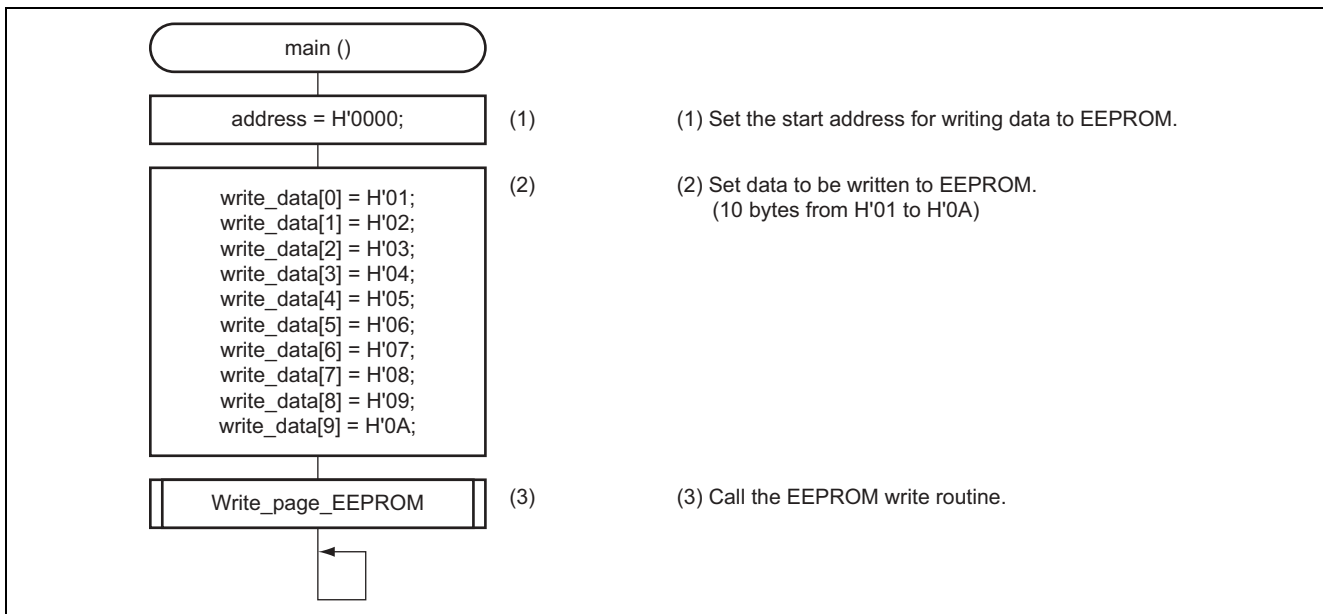 main ()
address = H'0000;
(1)
(1) Set the start address for writing data to EEPROM.
write_data[0] = H'01;
write_data[1] = H'02;
write_data[2] = H'03;
write_data[3] = H'04;
write_data[4] = H'05;
write_data[5] = H'06;
write_data[6] = H'07;
write_data[7] = H'08;
write_data[8] = H'09;
write_data[9] = H'0A;
(2)
(2) Set data to be written to EEPROM.
(10 bytes from H'01 to H'0A)
Write_page_EEPROM
(3)
(3) Call the EEPROM write routine.